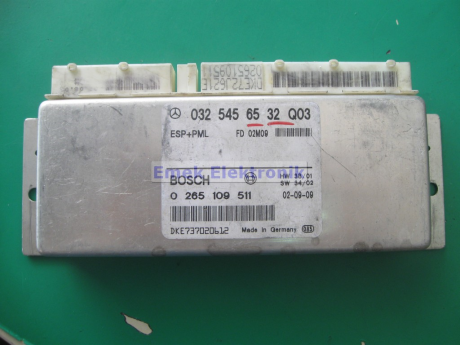 032 545 65 32 Q03
ESP+PML FD 02M09
Emek Elektronik
BOSCH
HW 30/01
SW 34/02
0 265 109 511 02-09-09
DKE737020612 Made in Germany